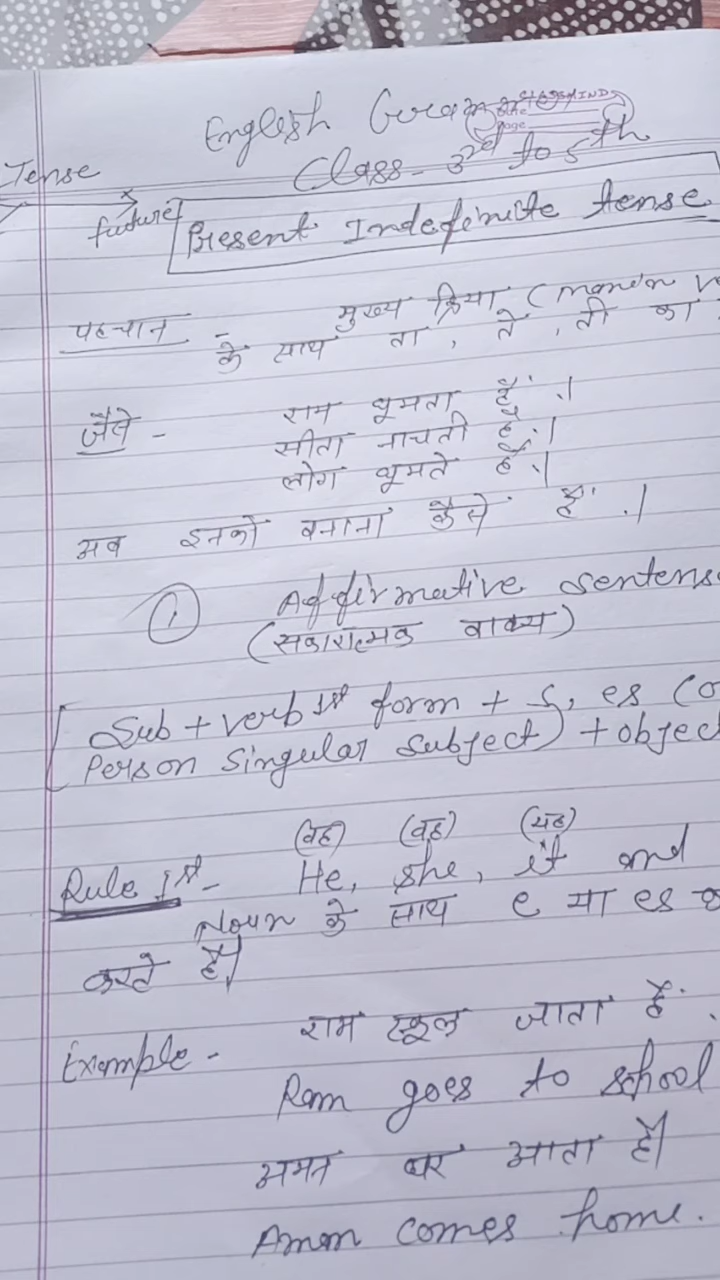 English Grammar
Class - 3rd to 5th
Tense
future
Present Indefinite tense
पहचान - मुख्य क्रिया (main
के साथ ता, ते, ती का
जैसे - राम घूमता हैं।
सीता नाचती है।
लोग घूमते हैं।
अब इनको बनाना कैसे हैं।
① Affirmative Sentens
(सकारात्मक वाक्य)
Sub + verb 1st form + s, es (
Person Singular Subject) + objec
(वह) (वह) (यह)
Rule 1st - He, she, it and
Noun के साथ e या es
करते हैं।
Example - राम स्कूल जाता हैं.
Ram goes to school
अमन घर आता हैं।
Aman comes home.